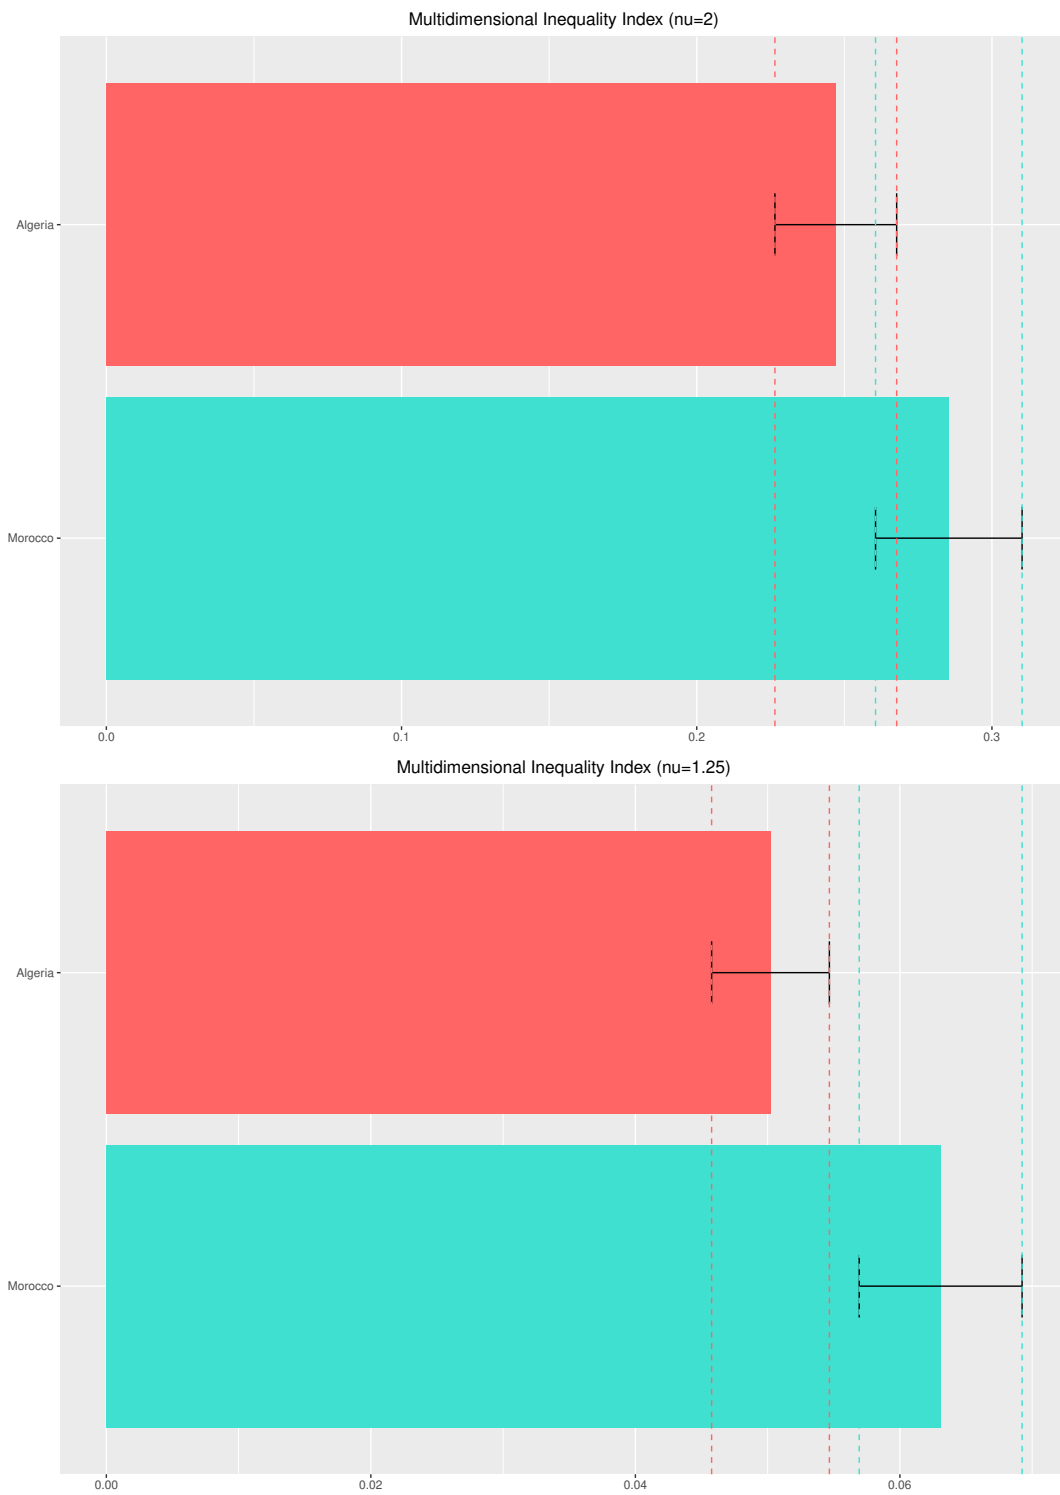 Multidimensional Inequality Index (nu=2)
Algeria
Morocco
0.0 0.1 0.2 0.3
Multidimensional Inequality Index (nu=1.25)
Algeria
Morocco
0.00 0.02 0.04 0.06